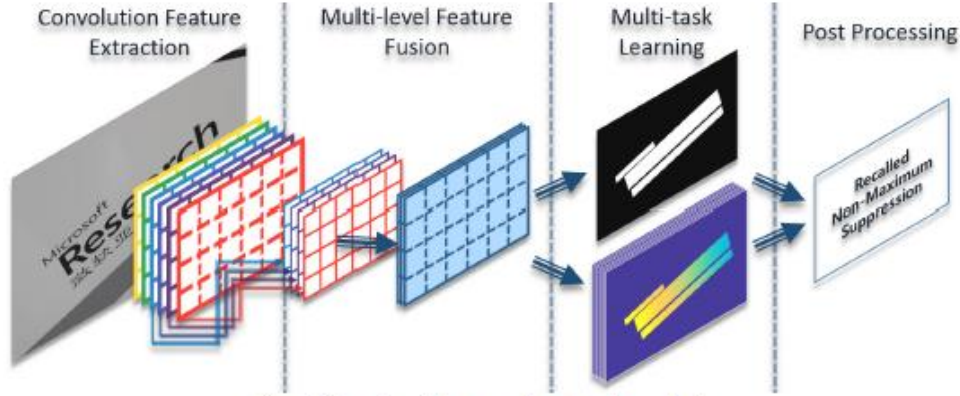 Convolution Feature
Extraction
Multi-level Feature
Fusion
Multi-task
Learning
Post Processing
Microsoft
Research
Recalled
Non-Maximum
Suppression